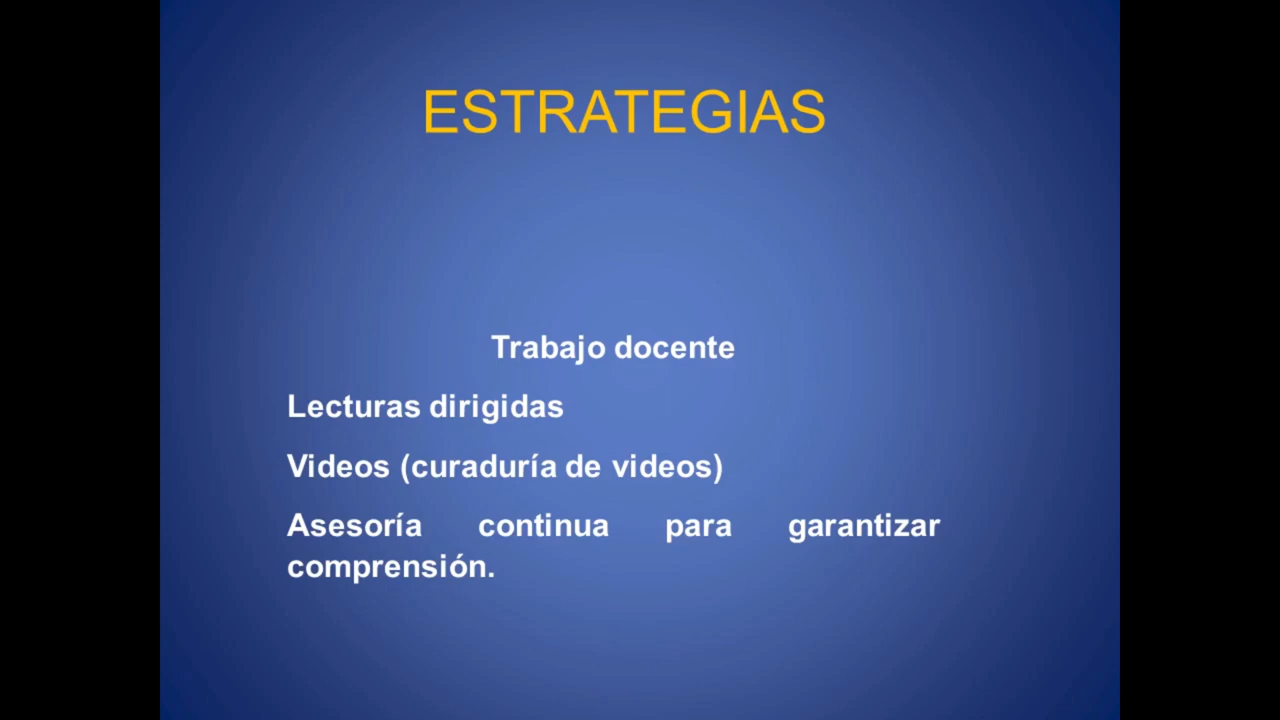 ESTRATEGIAS
Trabajo docente
Lecturas dirigidas
Videos (curaduría de videos)
Asesoría continua para garantizar
comprensión.